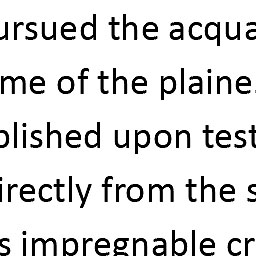 ursued the acqua
me of the plaine.
blished upon test
irectly from the s
s impregnable cr